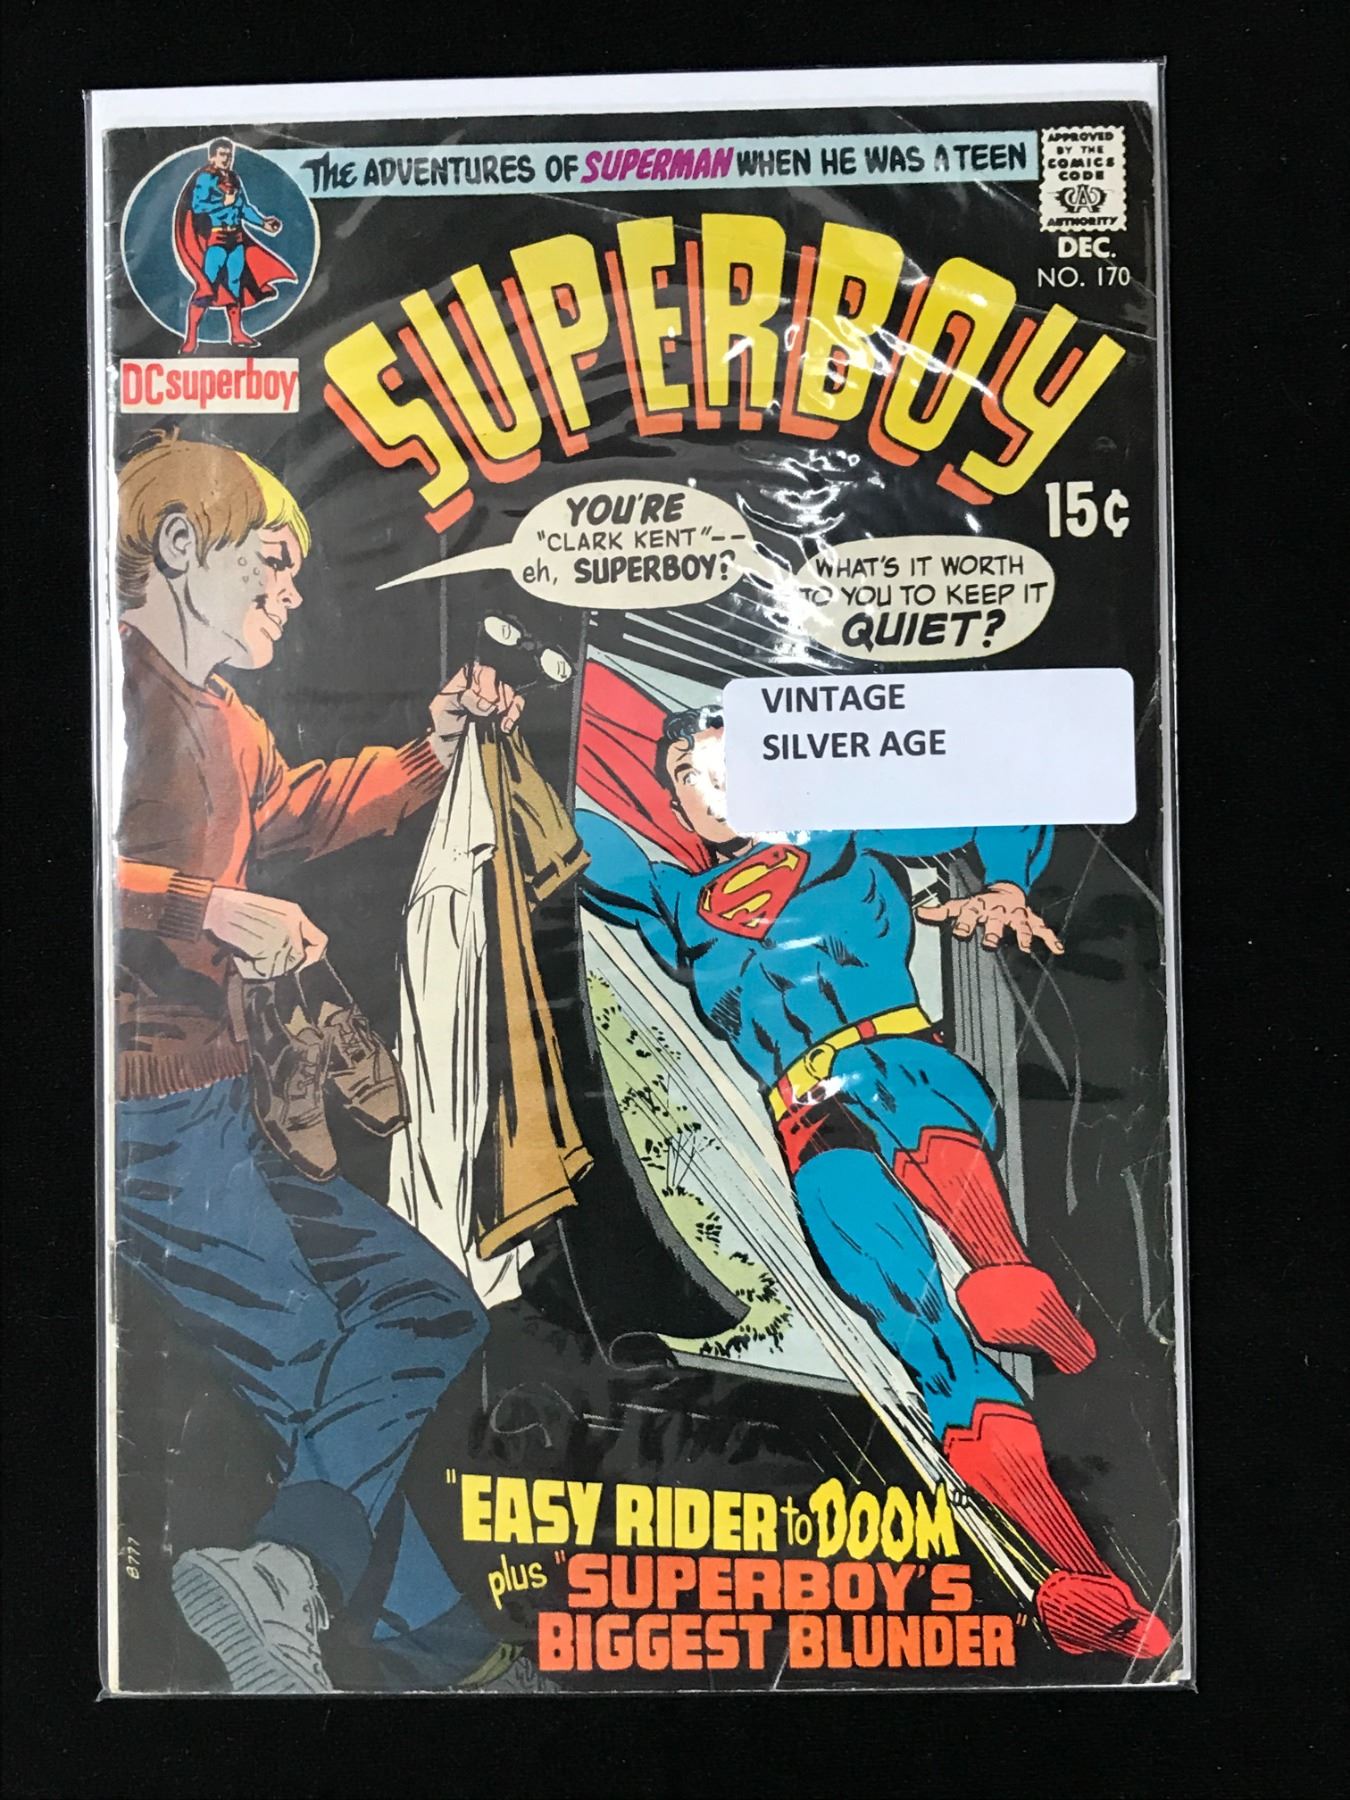 THE ADVENTURES OF SUPERMAN WHEN HE WAS A TEEN
APPROVED
BY THE
COMICS
CODE
CA
AUTHORITY
DEC.
NO. 170
SUPERBOY
DC superboy
15¢
YOU'RE
"CLARK KENT"--
eh, SUPERBOY?
WHAT'S IT WORTH
TO YOU TO KEEP IT
QUIET?
VINTAGE
SILVER AGE
S
"EASY RIDER to DOOM"
plus "SUPERBOY'S
BIGGEST BLUNDER"
B777